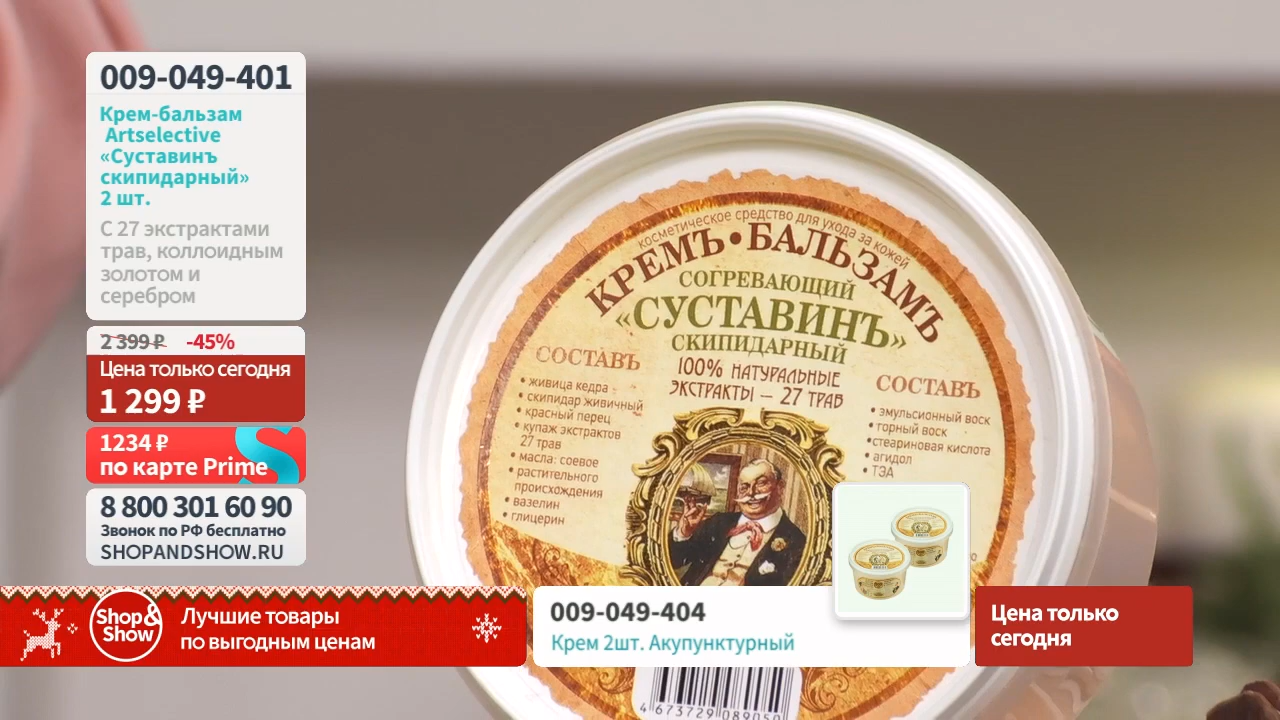 009-049-401
Крем-бальзам
Artselective
«Суставинъ
скипидарный»
2 шт.
С 27 экстрактами
трав, коллоидным
золотом и
серебром
2 399 ₽ -45%
Цена только сегодня
1 299 ₽
1234 ₽
по карте Prime
8 800 301 60 90
Звонок по РФ бесплатно
SHOPANDSHOW.RU
косметическое средство для ухода за кожей
КРЕМЪ•БАЛЬЗАМЪ
СОГРЕВАЮЩИЙ
«СУСТАВИНЪ»
СКИПИДАРНЫЙ
100% НАТУРАЛЬНЫЕ
ЭКСТРАКТЫ — 27 ТРАВ
СОСТАВЪ
• живица кедра
• скипидар живичный
• красный перец
• купаж экстрактов
27 трав
• масла: соевое
• растительного
происхождения
• вазелин
• глицерин
СОСТАВЪ
• эмульсионный воск
• горный воск
• стеариновая кислота
• агидол
• ТЭА
4 673729 089050
Shop&
Show
Лучшие товары
по выгодным ценам
009-049-404
Крем 2шт. Акупунктурный
Цена только
сегодня